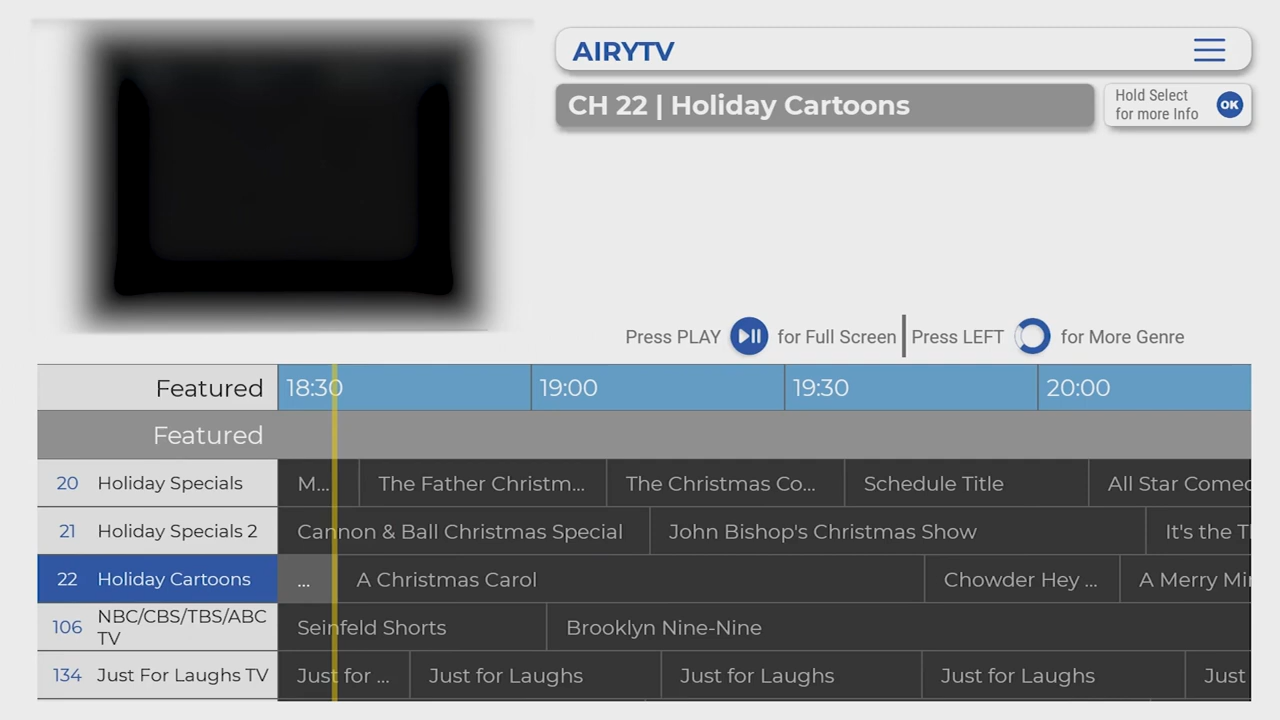 AIRYTV
CH 22 | Holiday Cartoons
Hold Select
for more Info
OK
Press PLAY for Full Screen Press LEFT for More Genre
Featured 18:30 19:00 19:30 20:00
Featured
20 Holiday Specials M... The Father Christm... The Christmas Co... Schedule Title All Star Comed
21 Holiday Specials 2 Cannon & Ball Christmas Special John Bishop's Christmas Show It's the T
22 Holiday Cartoons ... A Christmas Carol Chowder Hey ... A Merry Mi
106 NBC/CBS/TBS/ABC TV Seinfeld Shorts Brooklyn Nine-Nine
134 Just For Laughs TV Just for ... Just for Laughs Just for Laughs Just for Laughs Just